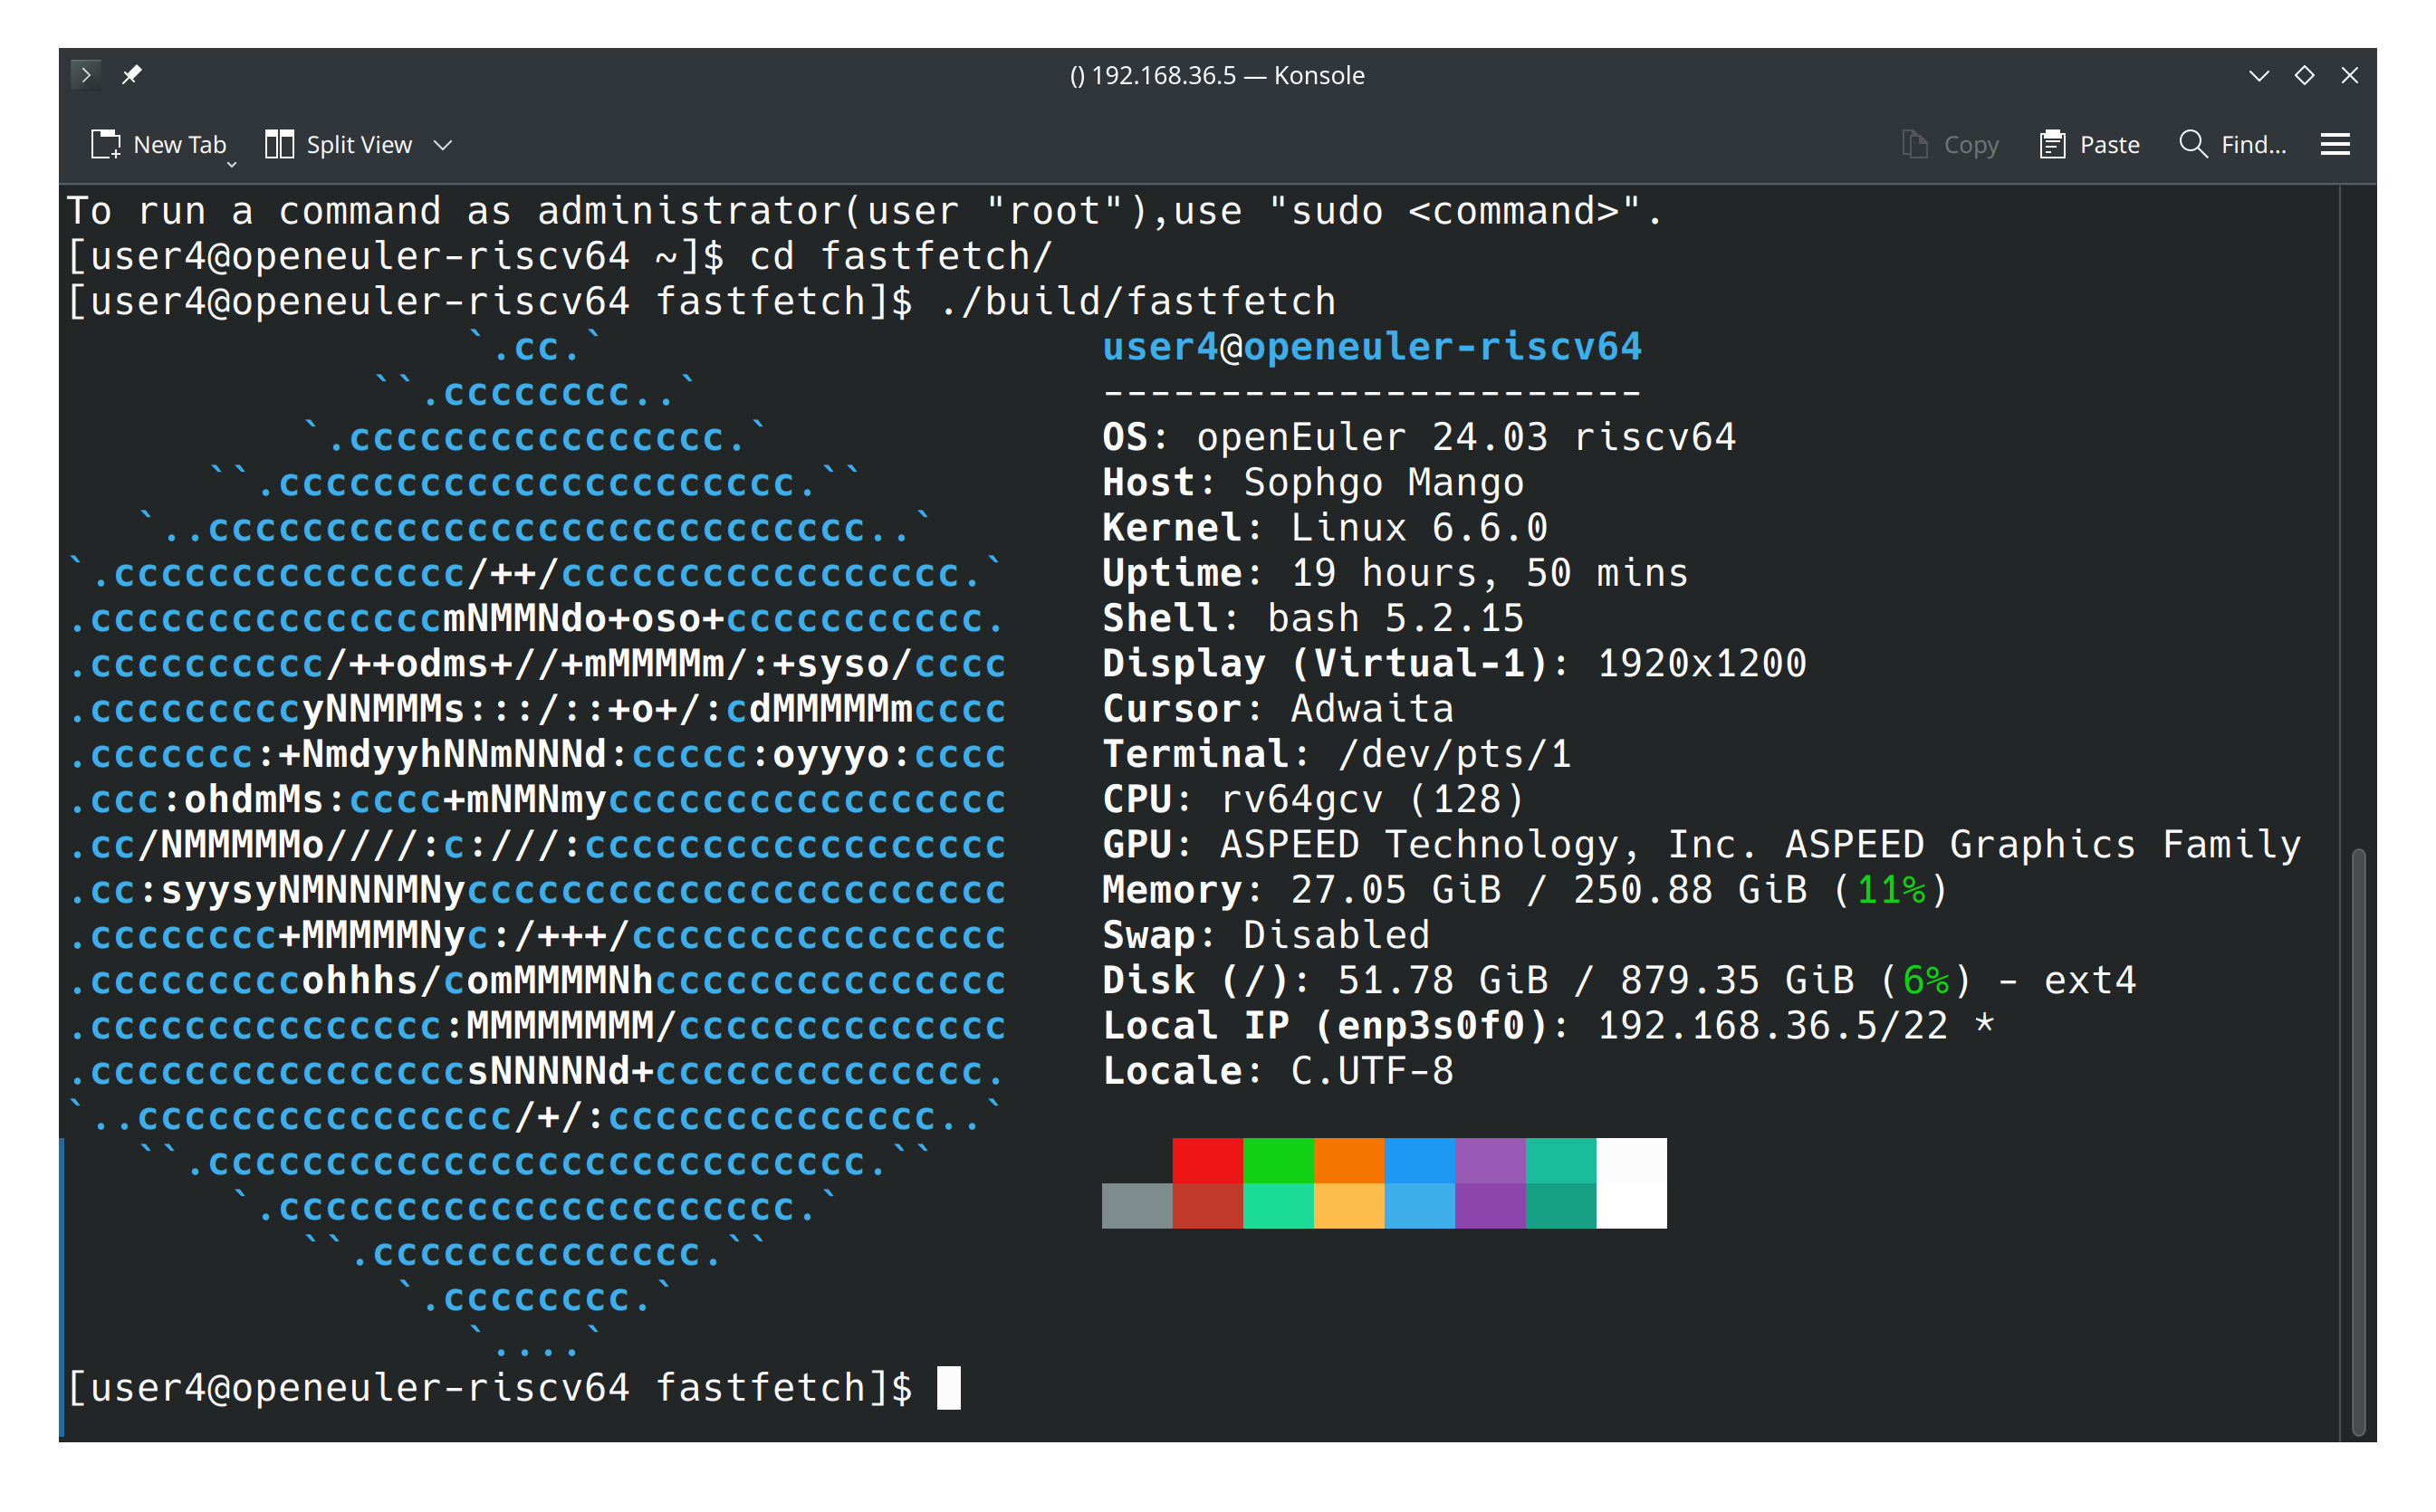 () 192.168.36.5 — Konsole
New Tab Split View Copy Paste Find...
To run a command as administrator(user "root"),use "sudo <command>".
[user4@openeuler-riscv64 ~]$ cd fastfetch/
[user4@openeuler-riscv64 fastfetch]$ ./build/fastfetch
`.cc.` user4@openeuler-riscv64
``.cccccccc..` -----------------------
`.cccccccccccccccc.` OS: openEuler 24.03 riscv64
``.cccccccccccccccccccccc.`` Host: Sophgo Mango
`..cccccccccccccccccccccccccccc..` Kernel: Linux 6.6.0
`.ccccccccccccccc/++/ccccccccccccccccc.` Uptime: 19 hours, 50 mins
.cccccccccccccccmNMMNdo+oso+ccccccccccc. Shell: bash 5.2.15
.cccccccccc/++odms+//+mMMMMm/:+syso/cccc Display (Virtual-1): 1920x1200
.cccccccccyNNMMMs:::/::+o+/:cdMMMMMmcccc Cursor: Adwaita
.ccccccc:+NmdyyhNNmNNNd:ccccc:oyyyo:cccc Terminal: /dev/pts/1
.ccc:ohdmMs:cccc+mNMNmyccccccccccccccccc CPU: rv64gcv (128)
.cc/NMMMMMo////:c:///:cccccccccccccccccc GPU: ASPEED Technology, Inc. ASPEED Graphics Family
.cc:syysyNMNNNMNyccccccccccccccccccccccc Memory: 27.05 GiB / 250.88 GiB (11%)
.cccccccc+MMMMMNyc:/+++/cccccccccccccccc Swap: Disabled
.cccccccccohhhs/comMMMMNhccccccccccccccc Disk (/): 51.78 GiB / 879.35 GiB (6%) - ext4
.ccccccccccccccc:MMMMMMMM/cccccccccccccc Local IP (enp3s0f0): 192.168.36.5/22 *
.ccccccccccccccccsNNNNNd+cccccccccccccc. Locale: C.UTF-8
`..cccccccccccccccc/+/:cccccccccccccc..`
``.cccccccccccccccccccccccccccc.``
`.cccccccccccccccccccccc.`
``.cccccccccccccc.``
`.cccccccc.`
`....`
[user4@openeuler-riscv64 fastfetch]$